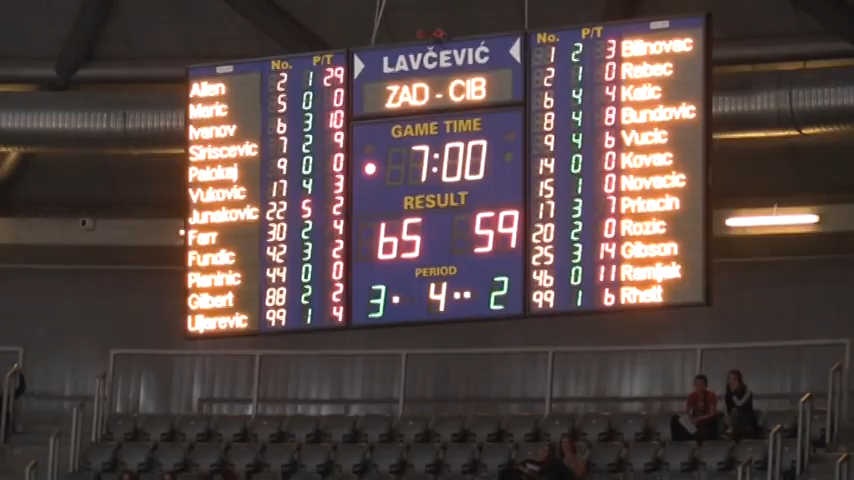 No. P/T
Allen 2 1 29
Maric 5 0 0
Ivanov 6 3 10
Siriscevic 7 2 9
Palokaj 9 0 0
Vukovic 17 4 3
Junakovic 22 5 2
Farr 30 2 4
Fundic 42 3 2
Planinic 44 0 0
Gilbert 88 2 2
Uljarevic 99 1 4
LAVČEVIĆ
ZAD - CIB
GAME TIME
7:00
RESULT
65 59
PERIOD
3 4 2
No. P/T
1 2 3 Bilinovac
2 1 0 Rebec
6 4 4 Katic
8 4 8 Bundovic
9 4 6 Vucic
14 0 0 Kovac
15 1 0 Novacic
17 3 7 Prkacin
20 2 0 Rozic
25 3 14 Gibson
46 0 11 Ramljak
99 1 6 Rhett